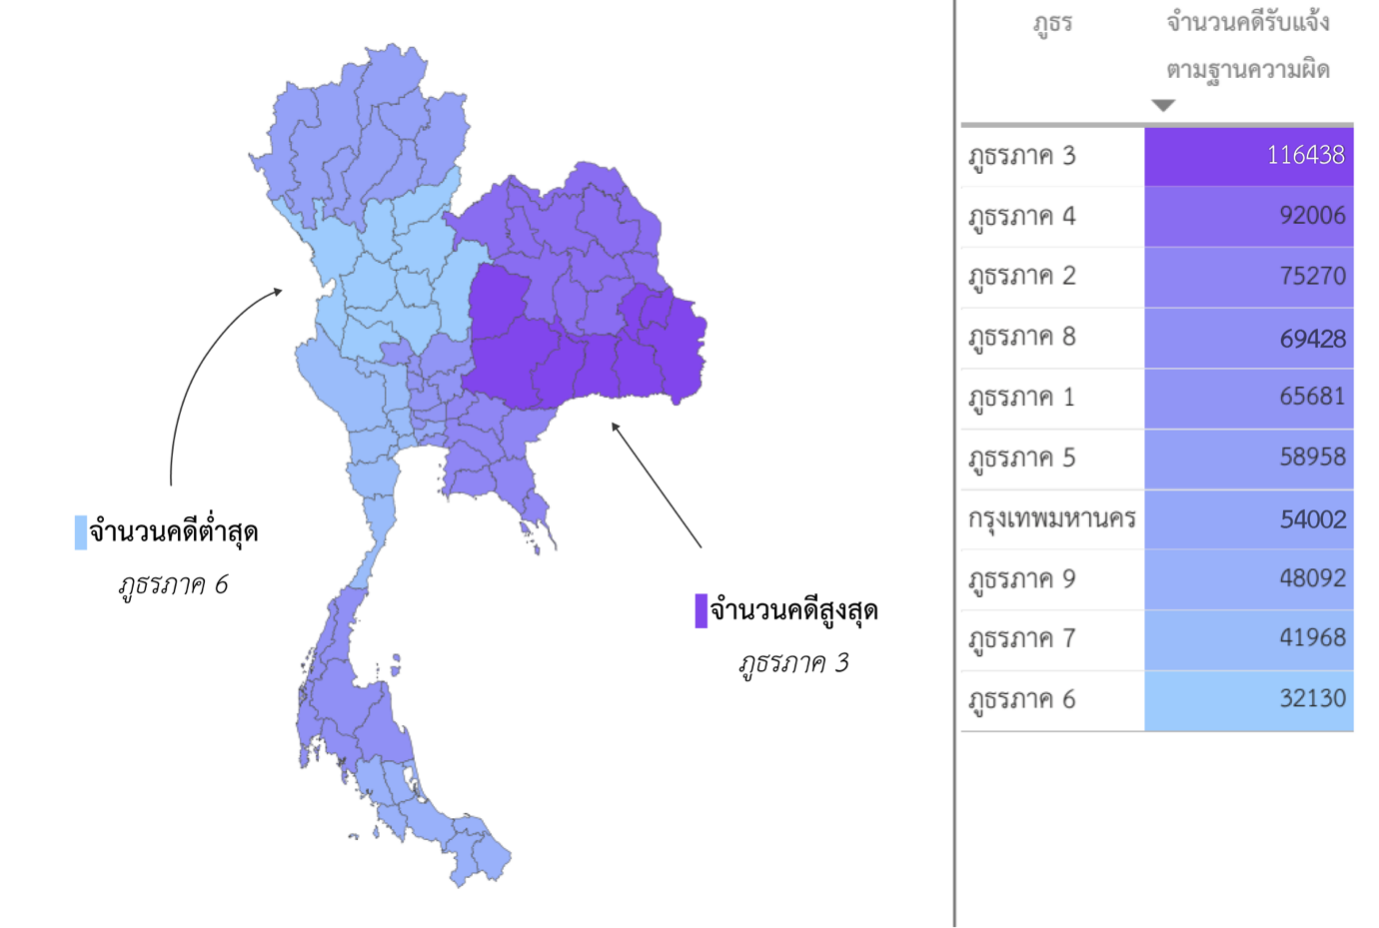 จำนวนคดีต่ำสุด
ภูธรภาค 6
จำนวนคดีสูงสุด
ภูธรภาค 3
ภูธร จำนวนคดีรับแจ้ง
ตามฐานความผิด
ภูธรภาค 3 116438
ภูธรภาค 4 92006
ภูธรภาค 2 75270
ภูธรภาค 8 69428
ภูธรภาค 1 65681
ภูธรภาค 5 58958
กรุงเทพมหานคร 54002
ภูธรภาค 9 48092
ภูธรภาค 7 41968
ภูธรภาค 6 32130